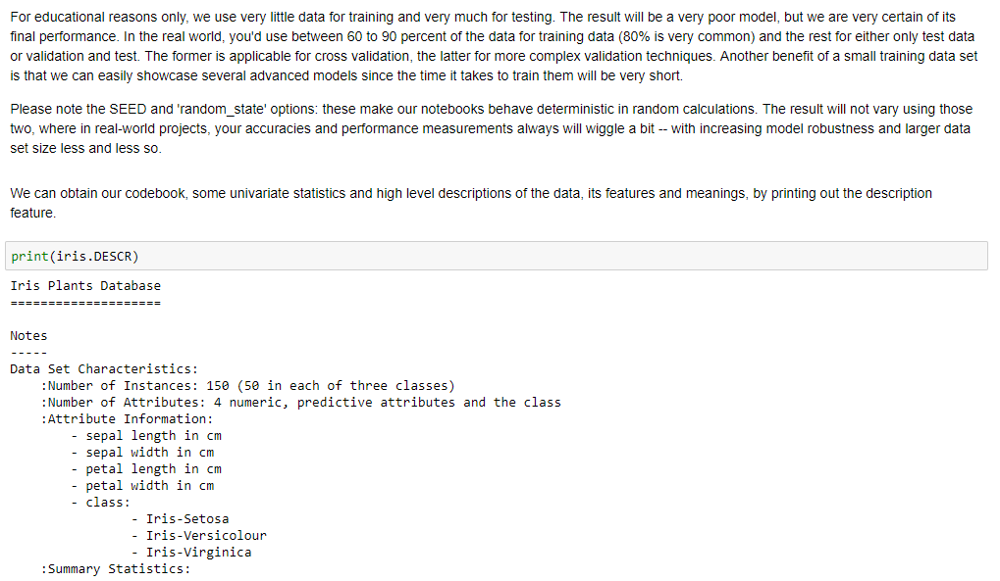 For educational reasons only, we use very little data for training and very much for testing. The result will be a very poor model, but we are very certain of its
final performance. In the real world, you'd use between 60 to 90 percent of the data for training data (80% is very common) and the rest for either only test data
or validation and test. The former is applicable for cross validation, the latter for more complex validation techniques. Another benefit of a small training data set
is that we can easily showcase several advanced models since the time it takes to train them will be very short.
Please note the SEED and 'random_state' options: these make our notebooks behave deterministic in random calculations. The result will not vary using those
two, where in real-world projects, your accuracies and performance measurements always will wiggle a bit -- with increasing model robustness and larger data
set size less and less so.
We can obtain our codebook, some univariate statistics and high level descriptions of the data, its features and meanings, by printing out the description
feature.
print(iris.DESCR)
Iris Plants Database
====================
Notes
-----
Data Set Characteristics:
:Number of Instances: 150 (50 in each of three classes)
:Number of Attributes: 4 numeric, predictive attributes and the class
:Attribute Information:
- sepal length in cm
- sepal width in cm
- petal length in cm
- petal width in cm
- class:
- Iris-Setosa
- Iris-Versicolour
- Iris-Virginica
:Summary Statistics: